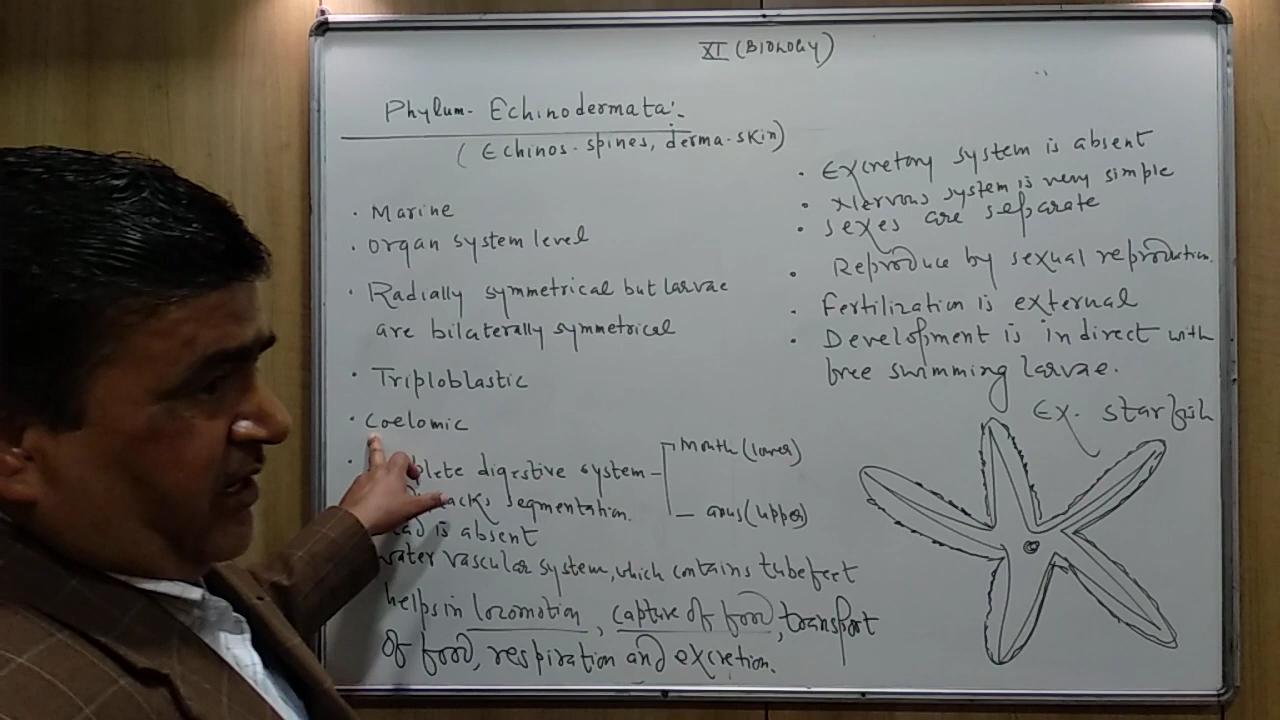 XI (BIOLOGY)
Phylum- Echinodermata:-
(Echinos-spines, derma-skin)
· Marine
· organ system level
· Radially symmetrical but larvae
are bilaterally symmetrical
· Triploblastic
· Coelomic
· plete digestive system - Mouth (lower)
anus (upper)
acks segmentation.
ad is absent
water vascular system, which contains tube feet
helps in locomotion, capture of food, transport
of food, respiration and excretion.
· Excretory system is absent
· Nervous system is very simple
· sexes are separate
· Reproduce by sexual reproduction.
· Fertilization is external
· Development is indirect with
free swimming larvae.
Ex. starfish